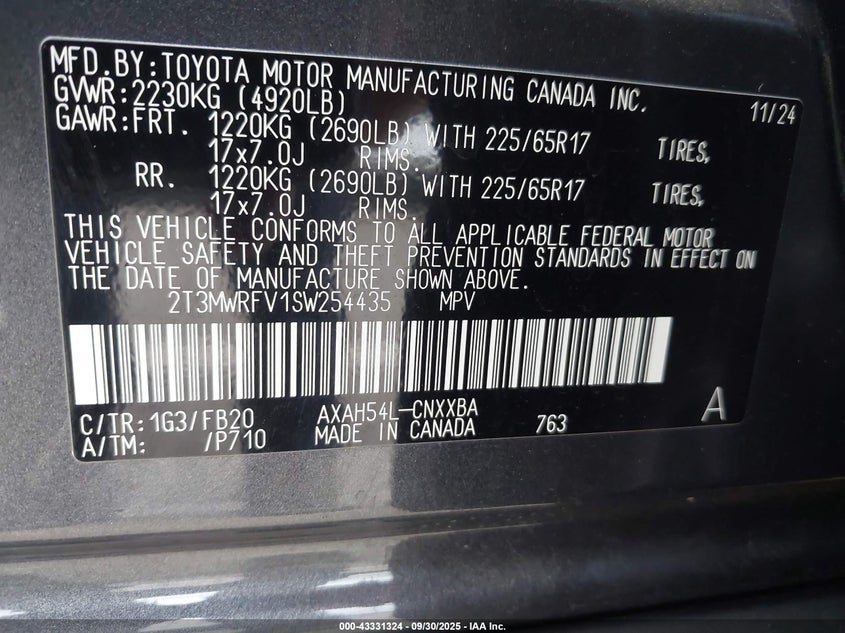 MFD.BY:TOYOTA MOTOR MANUFACTURING CANADA INC. 11/24
GVWR:2230KG (4920LB)
GAWR:FRT. 1220KG (2690LB) WITH 225/65R17 TIRES,
17x7.0J RIMS.
RR. 1220KG (2690LB) WITH 225/65R17 TIRES,
17x7.0J RIMS.
THIS VEHICLE CONFORMS TO ALL APPLICABLE FEDERAL MOTOR
VEHICLE SAFETY AND THEFT PREVENTION STANDARDS IN EFFECT ON
THE DATE OF MANUFACTURE SHOWN ABOVE.
2T3MWRFV1SW254435 MPV
C/TR:1G3/FB20 AXAH54L-CNXXBA A
A/TM: /P710 MADE IN CANADA 763
000-43331324 - 09/30/2025 - IAA Inc.